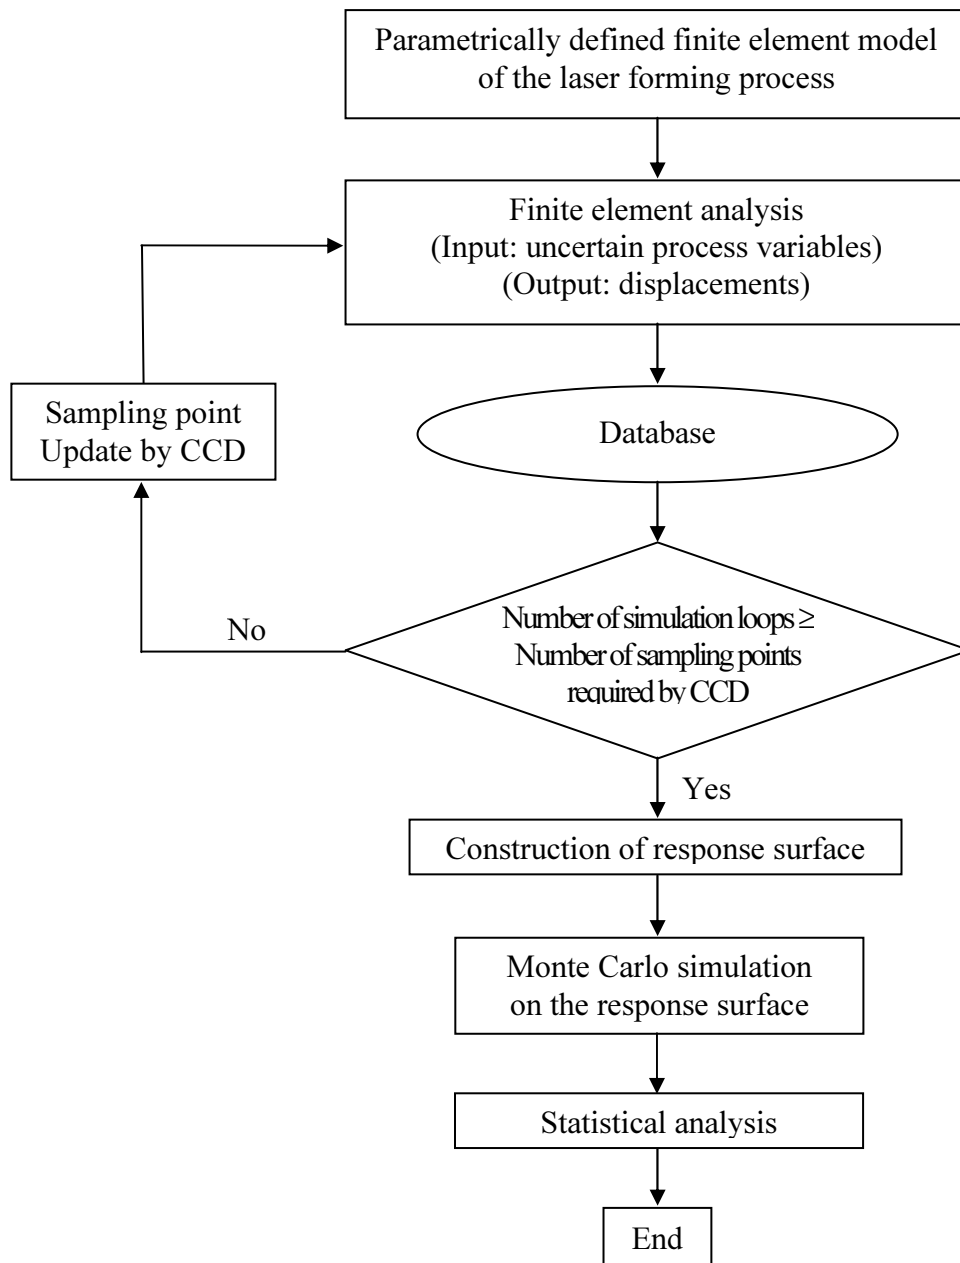 Parametrically defined finite element model
of the laser forming process
Finite element analysis
(Input: uncertain process variables)
(Output: displacements)
Sampling point
Update by CCD
Database
Number of simulation loops ≥
Number of sampling points
required by CCD
No
Yes
Construction of response surface
Monte Carlo simulation
on the response surface
Statistical analysis
End